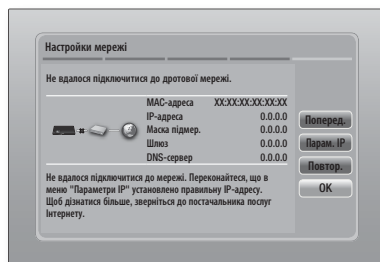 Настройки мережі
Не вдалося підключитися до дротової мережі.
МАС-адреса XX:XX:XX:XX:XX:XX
IP-адреса 0.0.0.0
Маска підмер. 0.0.0.0
Шлюз 0.0.0.0
DNS-сервер 0.0.0.0
Поперед.
Парам. IP
Повтор.
OK
Не вдалося підключитися до мережі. Переконайтеся, що в
меню "Параметри IP" установлено правильну IP-адресу.
Щоб дізнатися більше, зверніться до постачальника послуг
Інтернету.